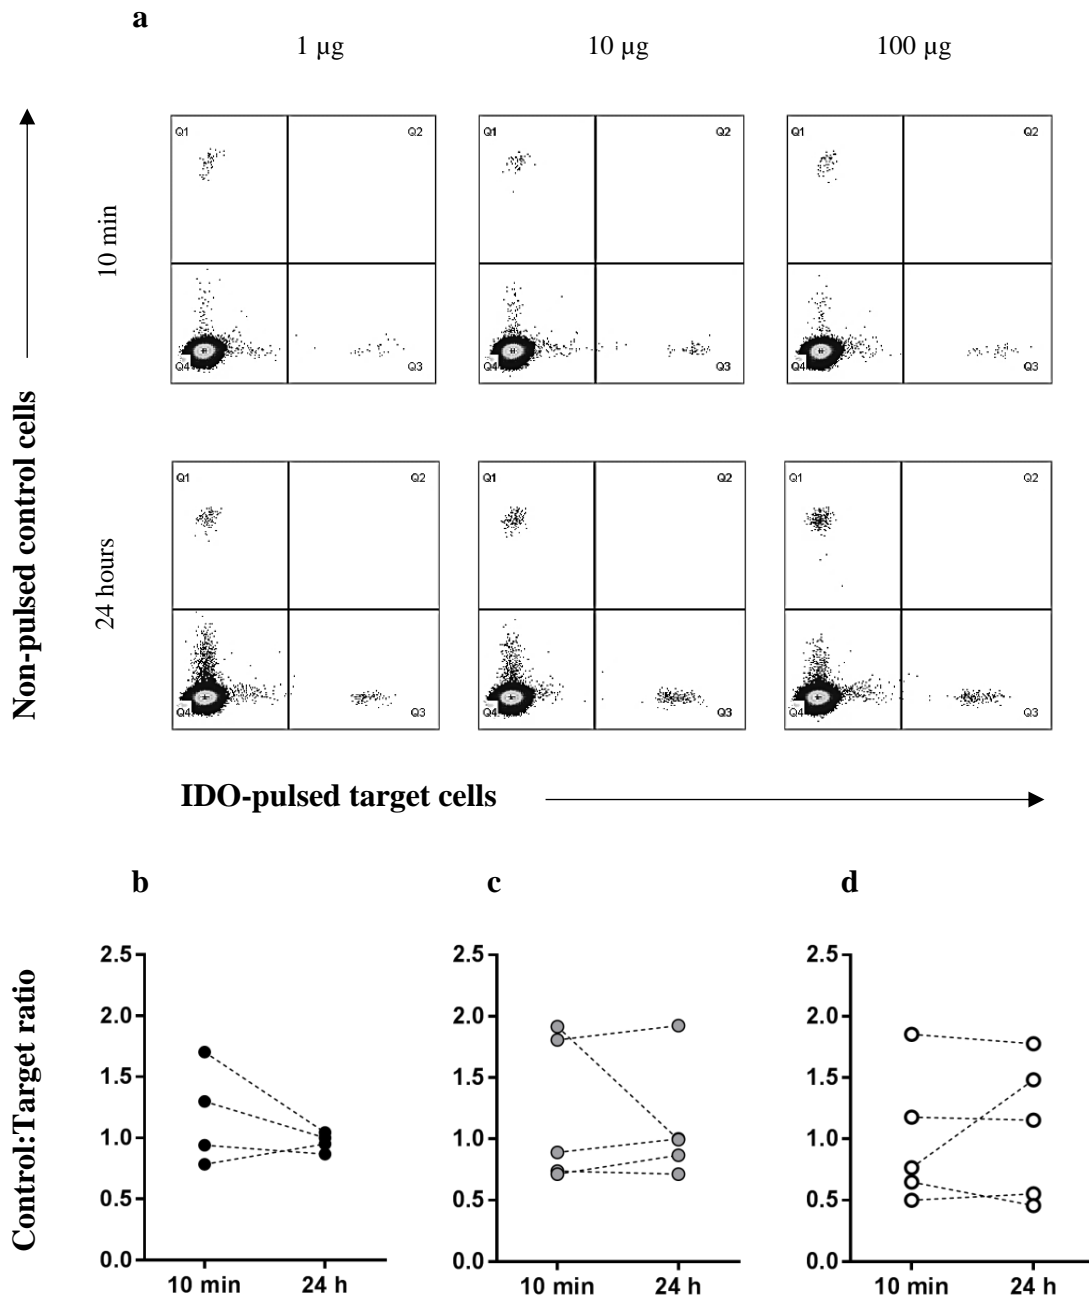 a
1 µg 10 µg 100 µg
Non-pulsed control cells
10 min
Q1 Q2 Q1 Q2 Q1 Q2
Q4 Q3 Q4 Q3 Q4 Q3
24 hours
Q1 Q2 Q1 Q2 Q1 Q2
Q4 Q3 Q4 Q3 Q4 Q3
IDO-pulsed target cells
b c d
Control:Target ratio
2.5
2.0
1.5
1.0
0.5
0.0
10 min 24 h
2.5
2.0
1.5
1.0
0.5
0.0
10 min 24 h
2.5
2.0
1.5
1.0
0.5
0.0
10 min 24 h